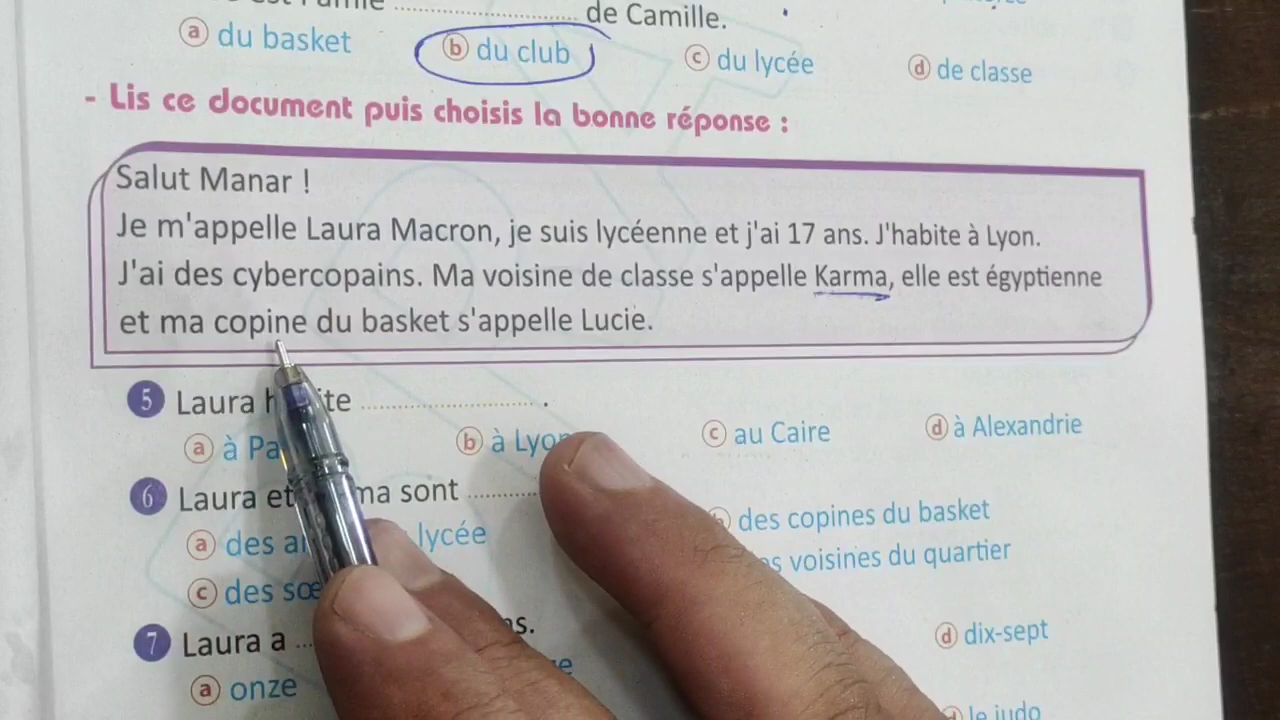 de Camille.
a du basket b du club c du lycée d de classe
- Lis ce document puis choisis la bonne réponse :
Salut Manar !
Je m'appelle Laura Macron, je suis lycéenne et j'ai 17 ans. J'habite à Lyon.
J'ai des cybercopains. Ma voisine de classe s'appelle Karma, elle est égyptienne
et ma copine du basket s'appelle Lucie.
5 Laura .................... .
a à b à c au Caire d à Alexandrie
6 Laura et sont ..........
a des lycée des copines du basket
c des voisines du quartier
7 Laura a ...
a onze d dix-sept
le judo